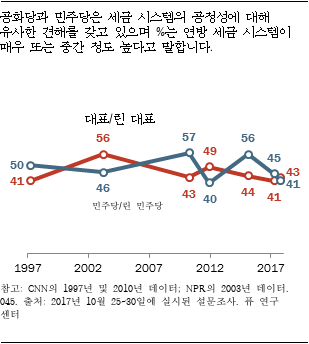 공화당과 민주당은 세금 시스템의 공정성에 대해
유사한 견해를 갖고 있으며 %는 연방 세금 시스템이
매우 또는 중간 정도 높다고 말합니다.
대표/린 대표
56 57 56
50 49 45 43
41 46 43 40 44 41 41
민주당/린 민주당
1997 2002 2007 2012 2017
참고: CNN의 1997년 및 2010년 데이터; NPR의 2003년 데이터.
045. 출처: 2017년 10월 25-30일에 실시된 설문조사. 퓨 연구
센터